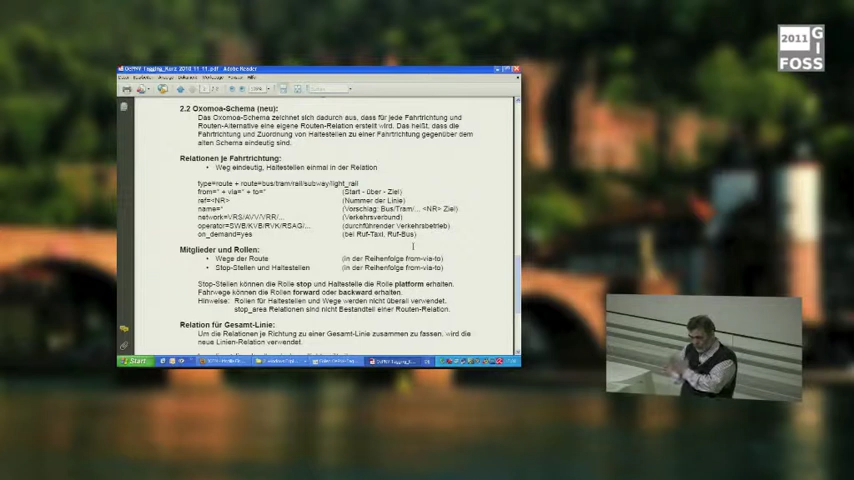 2011
GI
FOSS
2.2 Oxomoa-Schema (neu):
Das Oxomoa-Schema zeichnet sich dadurch aus, dass für jede Fahrtrichtung und
Routen-Alternative eine eigene Routen-Relation erstellt wird. Das heißt, dass die
Fahrtrichtung und Zuordnung von Haltestellen zu einer Fahrtrichtung gegenüber dem
alten Schema eindeutig sind.
Relationen je Fahrtrichtung:
• Weg eindeutig, Haltestellen einmal in der Relation
type=route + route=bus/tram/rail/subway/light_rail
from=* + via=* + to=* (Start - über - Ziel)
ref=<NR> (Nummer der Linie)
name=* (Vorschlag: Bus/Tram/... <NR> Ziel)
network=VRS/AVV/VRR/... (Verkehrsverbund)
operator=SWB/KVB/RVK/RSAG/... (durchführender Verkehrsbetrieb)
on_demand=yes (bei Ruf-Taxi, Ruf-Bus)
Mitglieder und Rollen:
• Wege der Route (in der Reihenfolge from-via-to)
• Stop-Stellen und Haltestellen (in der Reihenfolge from-via-to)
Stop-Stellen können die Rolle stop und Haltestelle die Rolle platform erhalten.
Fahrwege können die Rollen forward oder backward erhalten.
Hinweise: Rollen für Haltestellen und Wege werden nicht überall verwendet.
stop_area Relationen sind nicht Bestandteil einer Routen-Relation.
Relation für Gesamt-Linie:
Um die Relationen je Richtung zu einer Gesamt-Linie zusammen zu fassen, wird die
neue Linien-Relation verwendet.
Start